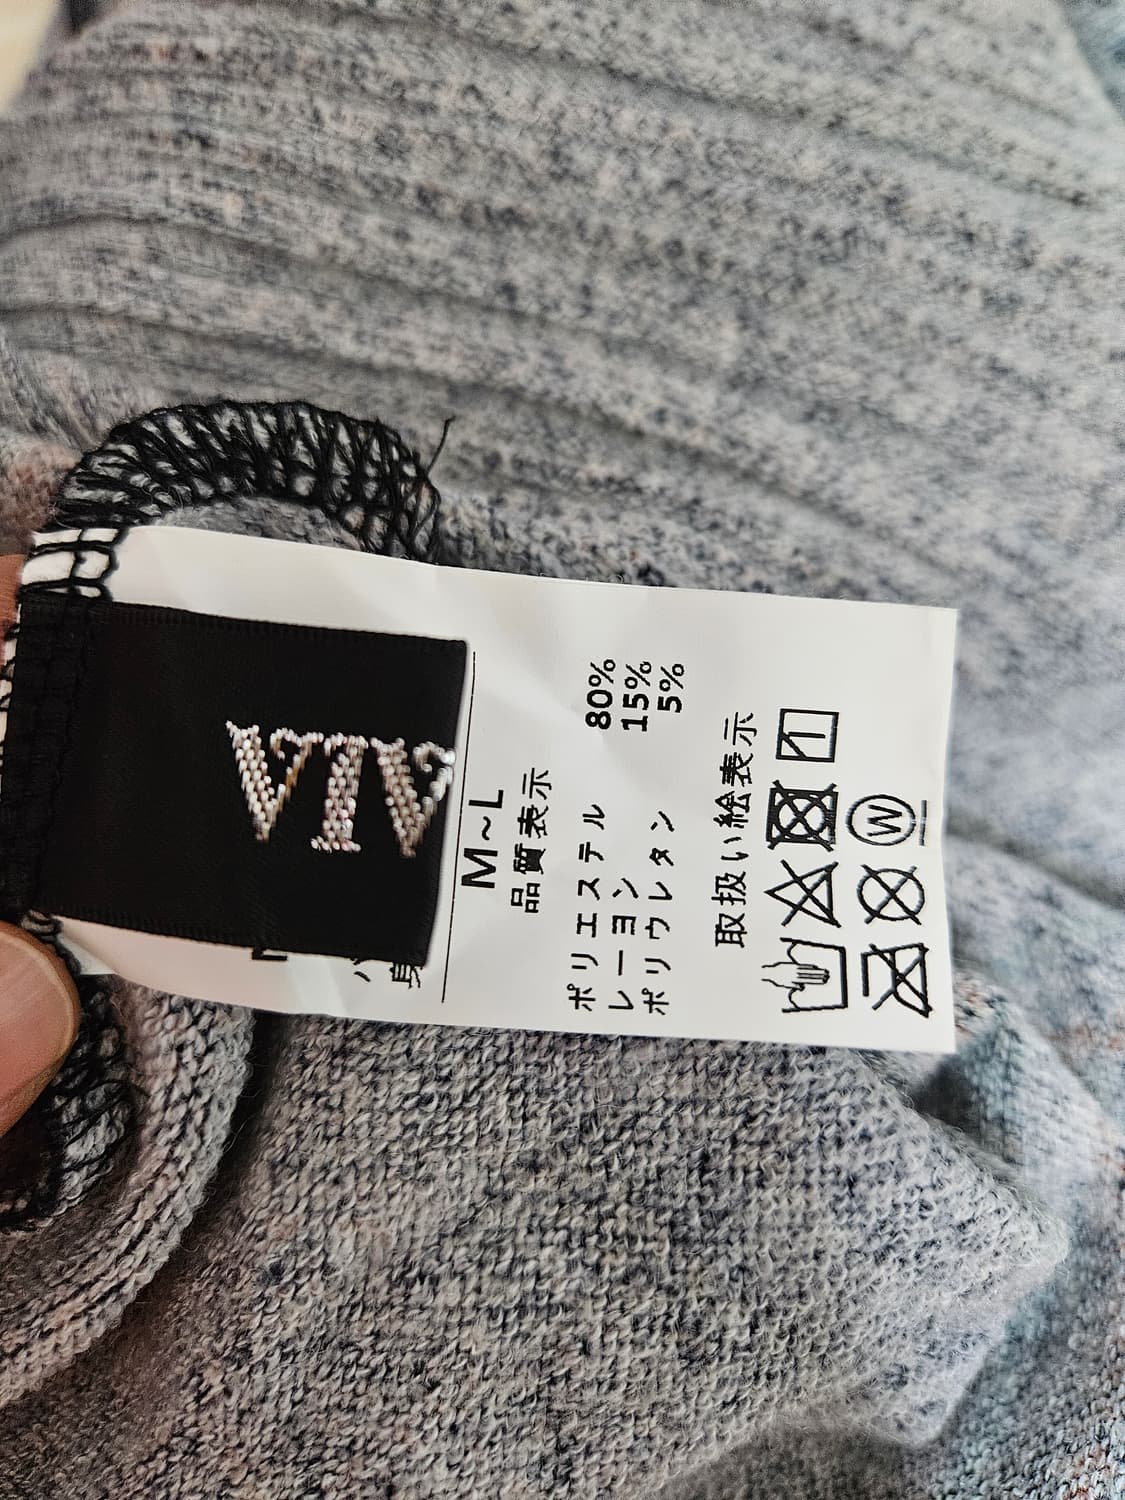 M~L
品質表示
ポリエステル 80%
レーヨン 15%
ポリウレタン 5%
取扱い絵表示
W